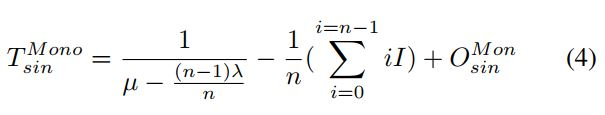 T_{sin}^{Mono} = \frac{1}{\mu - \frac{(n-1)\lambda}{n}} - \frac{1}{n}(\sum_{i=0}^{i=n-1} iI) + O_{sin}^{Mon} (4)